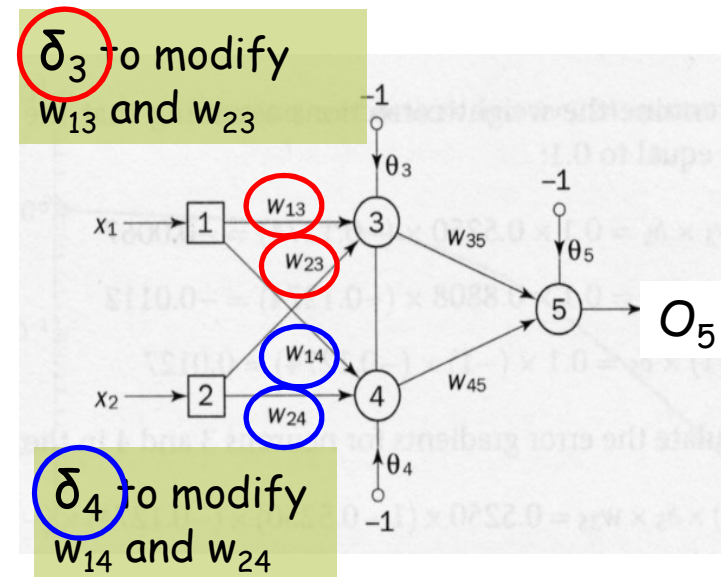 δ₃ to modify
w₁₃ and w₂₃
-1
θ₃
-1
x₁ 1 w₁₃ 3
w₃₅
θ₅
w₂₃
5
O₅
w₁₄
w₄₅
x₂ 2 w₂₄ 4
θ₄
-1
δ₄ to modify
w₁₄ and w₂₄